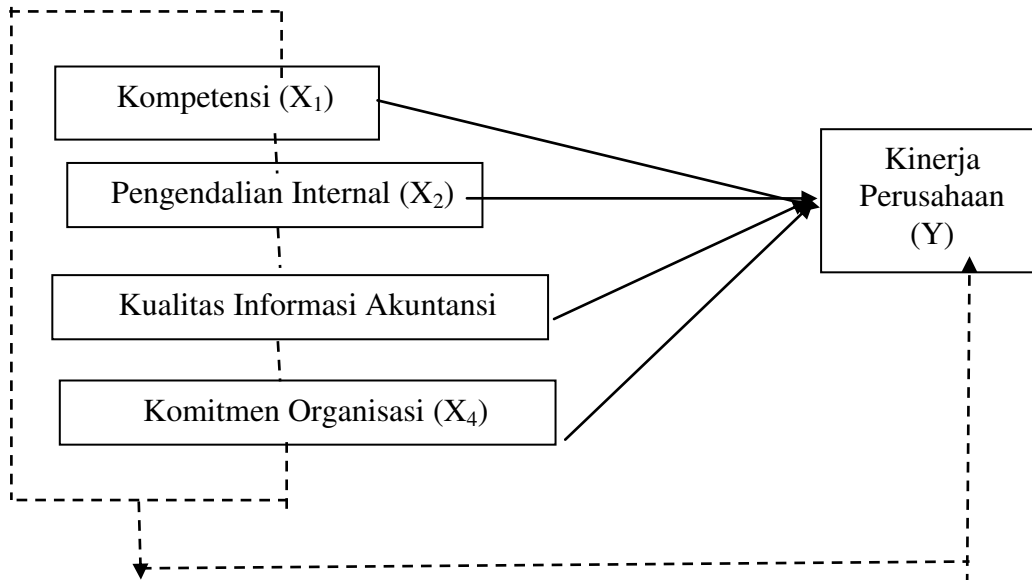 Kompetensi (X₁)
Pengendalian Internal (X₂)
Kualitas Informasi Akuntansi
Komitmen Organisasi (X₄)
Kinerja
Perusahaan
(Y)